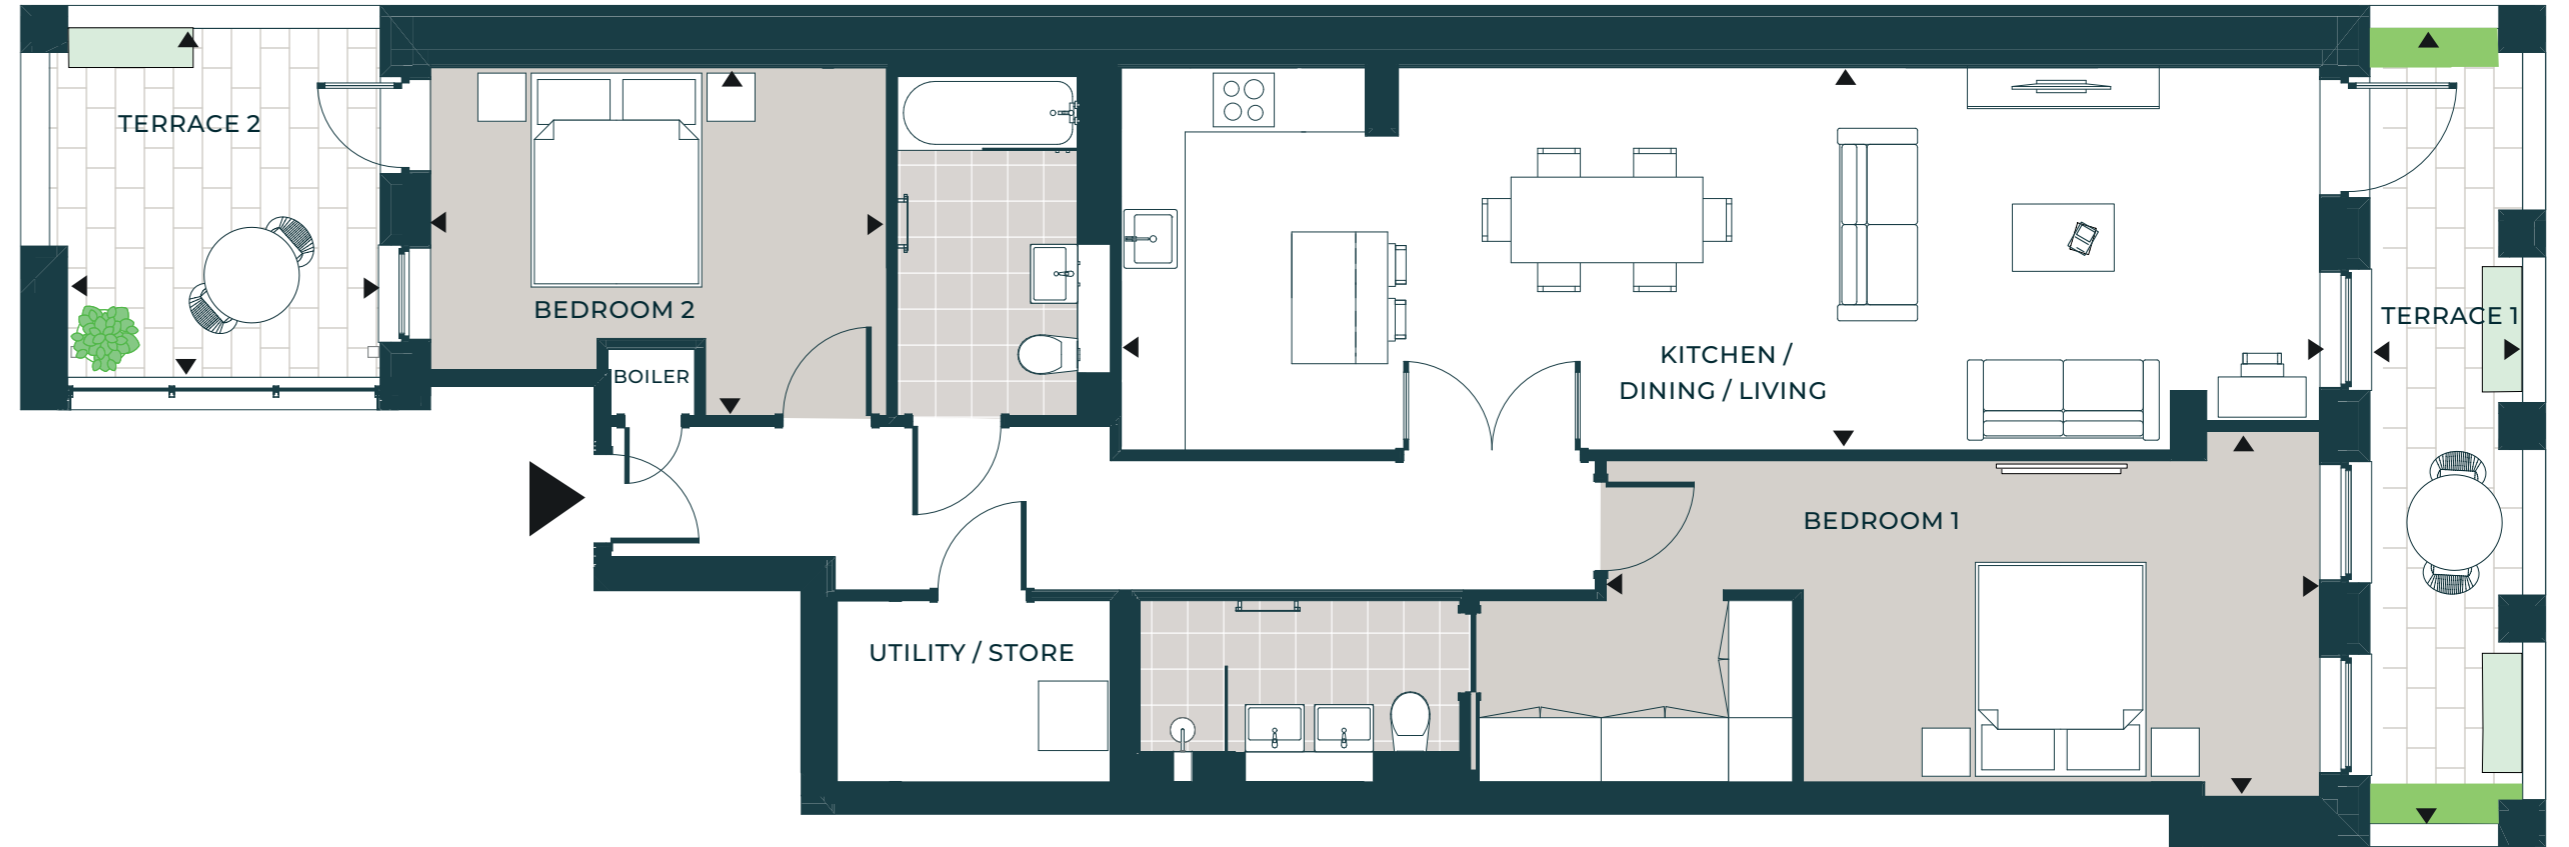 TERRACE 2
BEDROOM 2
BOILER
KITCHEN /
DINING / LIVING
TERRACE 1
BEDROOM 1
UTILITY / STORE